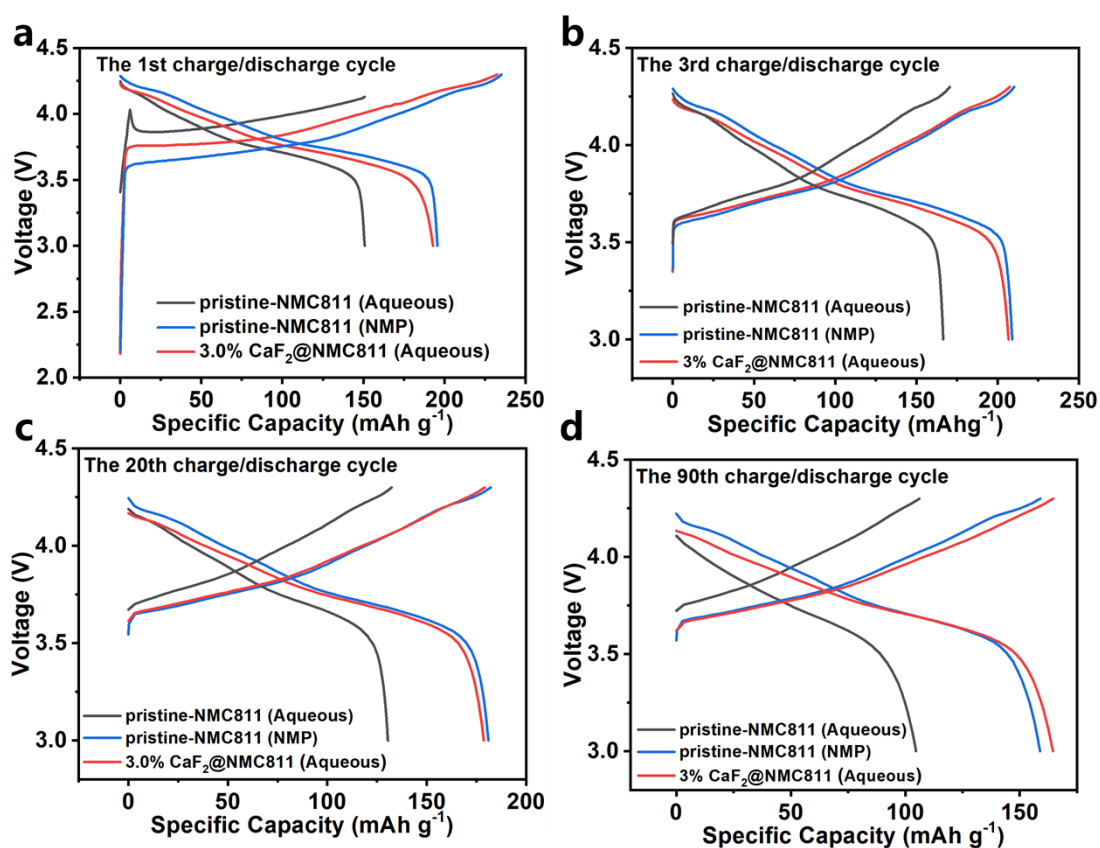 a
The 1st charge/discharge cycle
4.5
4.0
3.5
3.0
2.5
2.0
Voltage (V)
pristine-NMC811 (Aqueous)
pristine-NMC811 (NMP)
3.0% CaF₂@NMC811 (Aqueous)
0 50 100 150 200 250
Specific Capacity (mAh g⁻¹)
b
The 3rd charge/discharge cycle
4.5
4.0
3.5
3.0
Voltage (V)
pristine-NMC811 (Aqueous)
pristine-NMC811 (NMP)
3% CaF₂@NMC811 (Aqueous)
0 50 100 150 200 250
Specific Capacity (mAhg⁻¹)
c
The 20th charge/discharge cycle
4.5
4.0
3.5
3.0
Voltage (V)
pristine-NMC811 (Aqueous)
pristine-NMC811 (NMP)
3.0% CaF₂@NMC811 (Aqueous)
0 50 100 150 200
Specific Capacity (mAh g⁻¹)
d
The 90th charge/discharge cycle
4.5
4.0
3.5
3.0
Voltage (V)
pristine-NMC811 (Aqueous)
pristine-NMC811 (NMP)
3% CaF₂@NMC811 (Aqueous)
0 50 100 150
Specific Capacity (mAh g⁻¹)